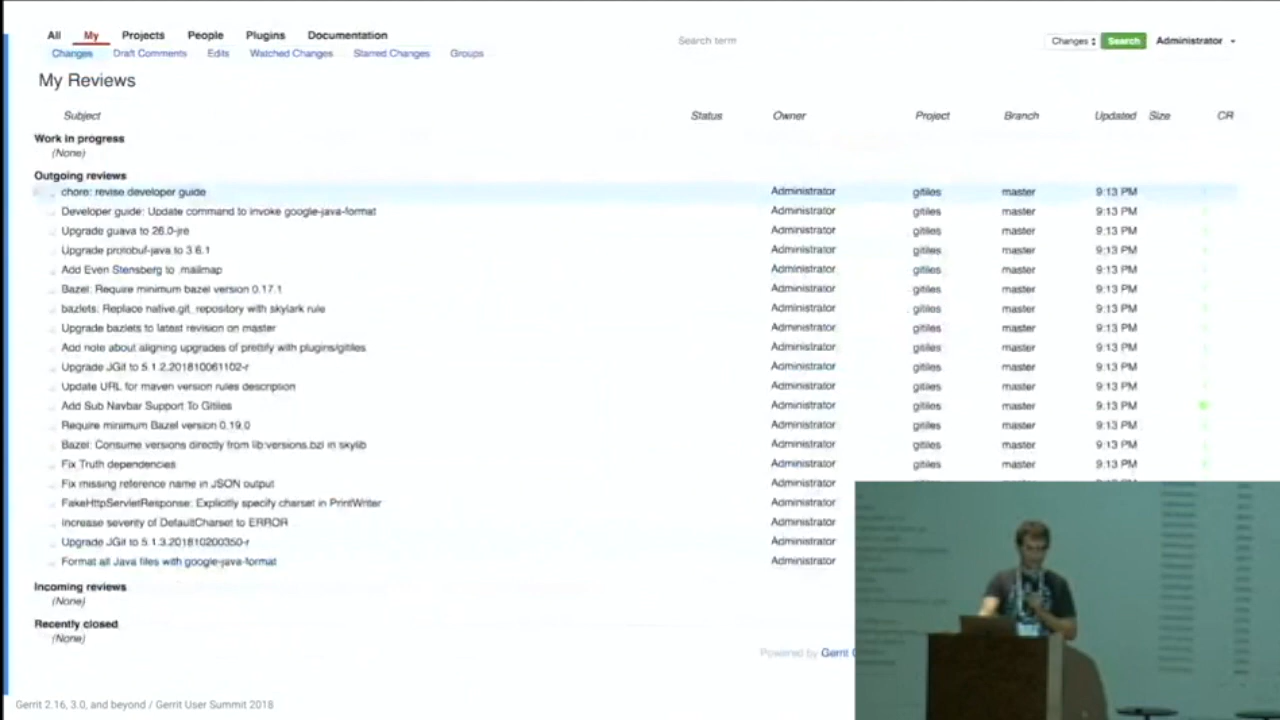 All My Projects People Plugins Documentation
Search term Changes Search Administrator
Changes Draft Comments Edits Watched Changes Starred Changes Groups
My Reviews
Subject Status Owner Project Branch Updated Size CR
Work in progress
(None)
Outgoing reviews
chore: revise developer guide Administrator gitiles master 9:13 PM
Developer guide: Update command to invoke google-java-format Administrator gitiles master 9:13 PM
Upgrade guava to 26.0-jre Administrator gitiles master 9:13 PM
Upgrade protobuf-java to 3.6.1 Administrator gitiles master 9:13 PM
Add Even Stensberg to .mailmap Administrator gitiles master 9:13 PM
Bazel: Require minimum bazel version 0.17.1 Administrator gitiles master 9:13 PM
bazlets: Replace native.git_repository with skylark rule Administrator gitiles master 9:13 PM
Upgrade bazlets to latest revision on master Administrator gitiles master 9:13 PM
Add note about aligning upgrades of prettify with plugins/gitiles Administrator gitiles master 9:13 PM
Upgrade JGit to 5.1.2.201810061102-r Administrator gitiles master 9:13 PM
Update URL for maven version rules description Administrator gitiles master 9:13 PM
Add Sub Navbar Support To Gitiles Administrator gitiles master 9:13 PM
Require minimum Bazel version 0.19.0 Administrator gitiles master 9:13 PM
Bazel: Consume versions directly from lib:versions.bzl in skylib Administrator gitiles master 9:13 PM
Fix Truth dependencies Administrator gitiles master 9:13 PM
Fix missing reference name in JSON output Administrator
FakeHttpServletResponse: Explicitly specify charset in PrintWriter Administrator
Increase severity of DefaultCharset to ERROR Administrator
Upgrade JGit to 5.1.3.201810200350-r Administrator
Format all Java files with google-java-format Administrator
Incoming reviews
(None)
Recently closed
(None)
Powered by Gerrit
Gerrit 2.16, 3.0, and beyond / Gerrit User Summit 2018